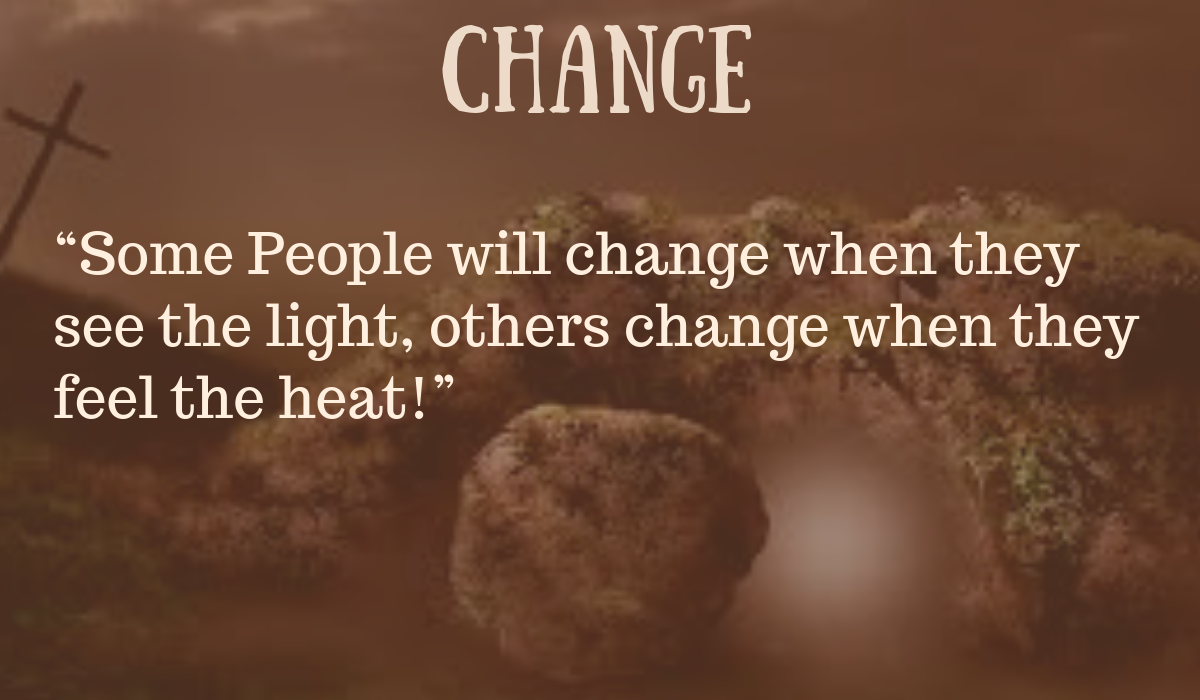 CHANGE
“Some People will change when they
see the light, others change when they
feel the heat!”